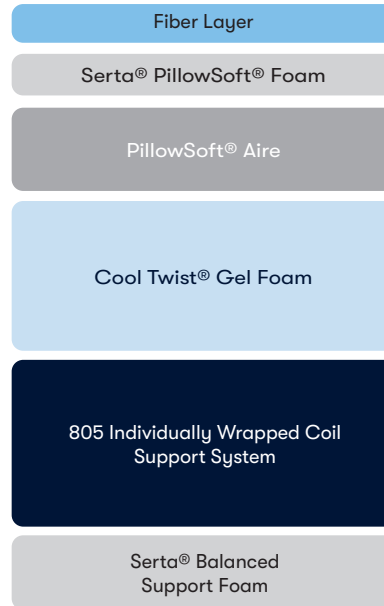 Fiber Layer
Serta® PillowSoft® Foam
PillowSoft® Aire
Cool Twist® Gel Foam
805 Individually Wrapped Coil
Support System
Serta® Balanced
Support Foam